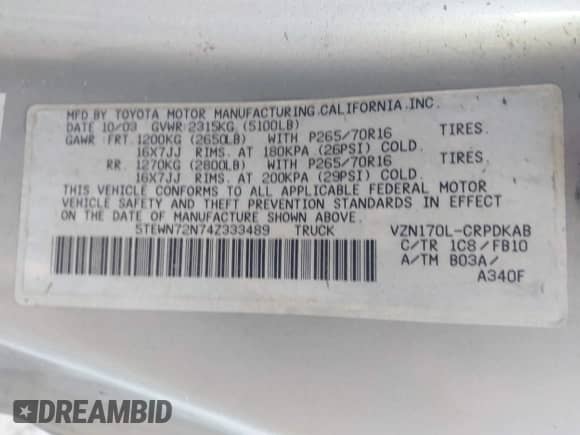 MFD BY TOYOTA MOTOR MANUFACTURING CALIFORNIA, INC.
DATE 10/03 GVWR 2315KG (5100LB)
GAWR FRT. 1200KG (2650LB) WITH P265/70R16 TIRES.
16X7JJ RIMS. AT 180KPA (26PSI) COLD.
RR. 1270KG (2800LB) WITH P265/70R16 TIRES.
16X7JJ RIMS. AT 200KPA (29PSI) COLD.
THIS VEHICLE CONFORMS TO ALL APPLICABLE FEDERAL MOTOR
VEHICLE SAFETY AND THEFT PREVENTION STANDARDS IN EFFECT
ON THE DATE OF MANUFACTURE SHOWN ABOVE.
5TEWN72N74Z333489 TRUCK VZN170L-CRPDKAB
C/TR 1C8/FB10
A/TM B03A/
A340F
DREAMBID